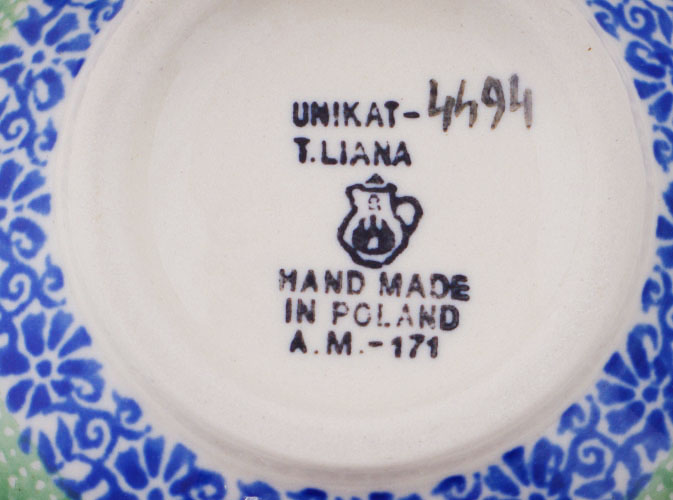 UNIKAT-4494
T.LIANA
HAND MADE
IN POLAND
A.M.-171